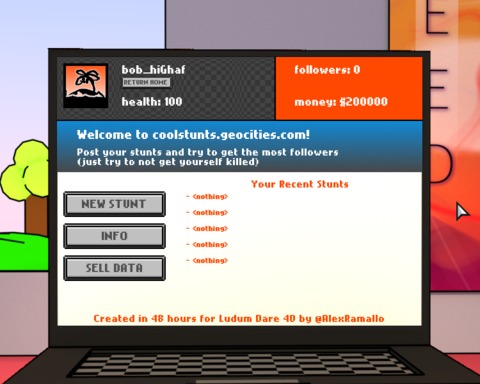 bob_hiGhaf
RETURN HOME
health: 100
followers: 0
money: $200000
Welcome to coolstunts.geocities.com!
Post your stunts and try to get the most followers
(just try to not get yourself killed)
Your Recent Stunts
NEW STUNT
INFO
SELL DATA
- <nothing>
- <nothing>
- <nothing>
- <nothing>
- <nothing>
Created in 48 hours for Ludum Dare 40 by @AlexRamallo
E
E